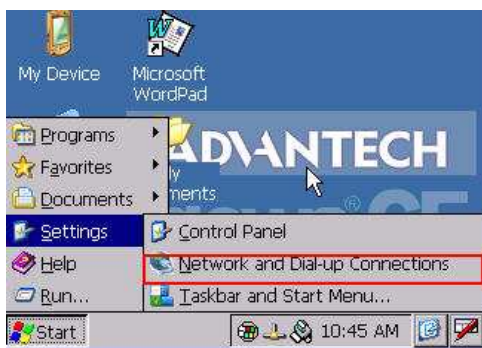 My Device
Microsoft
WordPad
ADVANTECH
Programs
Favorites
Documents
Settings
Help
Run...
Control Panel
Network and Dial-up Connections
Taskbar and Start Menu...
Start
10:45 AM